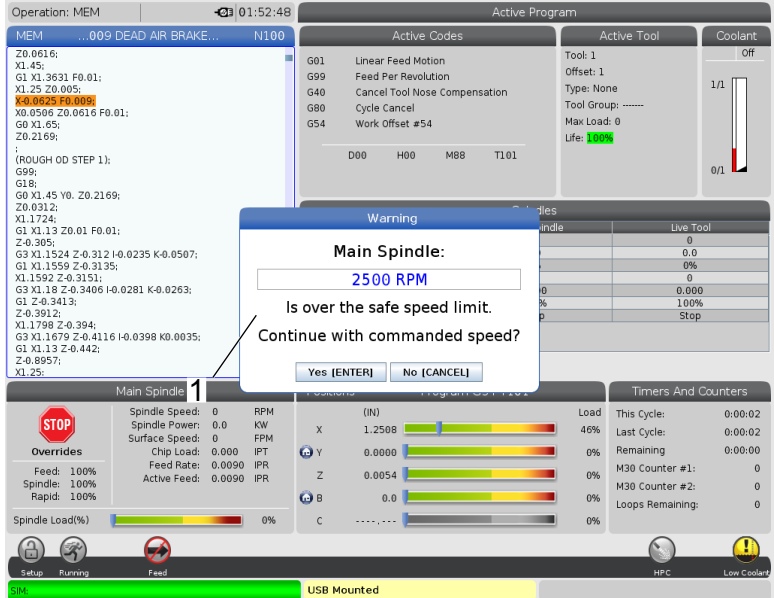 Operation: MEM
01:52:48
Active Program
MEM ...009 DEAD AIR BRAKE... N100
Z0.0616;
X1.45;
G1 X1.3631 F0.01;
X1.25 Z0.005;
X-0.0625 F0.009;
X0.0506 Z0.0616 F0.01;
G0 X1.65;
Z0.2169;
;
(ROUGH OD STEP 1);
G99;
G18;
G0 X1.45 Y0. Z0.2169;
Z0.0312;
X1.1724;
G1 X1.13 Z0.01 F0.01;
Z-0.305;
G3 X1.1524 Z-0.312 I-0.0235 K-0.0507;
G1 X1.1559 Z-0.3135;
X1.1592 Z-0.3151;
G3 X1.18 Z-0.3406 I-0.0281 K-0.0263;
G1 Z-0.3413;
Z-0.3912;
X1.1798 Z-0.394;
G3 X1.1679 Z-0.4116 I-0.0398 K0.0035;
G1 X1.13 Z-0.442;
Z-0.8957;
X1.25;
Active Codes
G01 Linear Feed Motion
G99 Feed Per Revolution
G40 Cancel Tool Nose Compensation
G80 Cycle Cancel
G54 Work Offset #54
D00 H00 M88 T101
Active Tool
Tool: 1
Offset: 1
Type: None
Tool Group: -------
Max Load: 0
Life: 100%
Coolant
Off
1/1
0/1
Live Tool
0
0.0
0%
0
0.000
100%
Stop
Warning
Main Spindle:
2500 RPM
Is over the safe speed limit.
Continue with commanded speed?
Yes [ENTER] No [CANCEL]
1
Main Spindle
STOP
Overrides
Feed: 100%
Spindle: 100%
Rapid: 100%
Spindle Speed: 0 RPM
Spindle Power: 0.0 KW
Surface Speed: 0 FPM
Chip Load: 0.000 IPT
Feed Rate: 0.0090 IPR
Active Feed: 0.0090 IPR
Spindle Load(%) 0%
Positions Program G54 T101
(IN) Load
X 1.2508 46%
Y 0.0000 0%
Z 0.0054 0%
B 0.0 0%
C ----.--- 0%
Timers And Counters
This Cycle: 0:00:02
Last Cycle: 0:00:02
Remaining 0:00:00
M30 Counter #1: 0
M30 Counter #2: 0
Loops Remaining: 0
Setup Running Feed HPC Low Coolant
SIM: USB Mounted